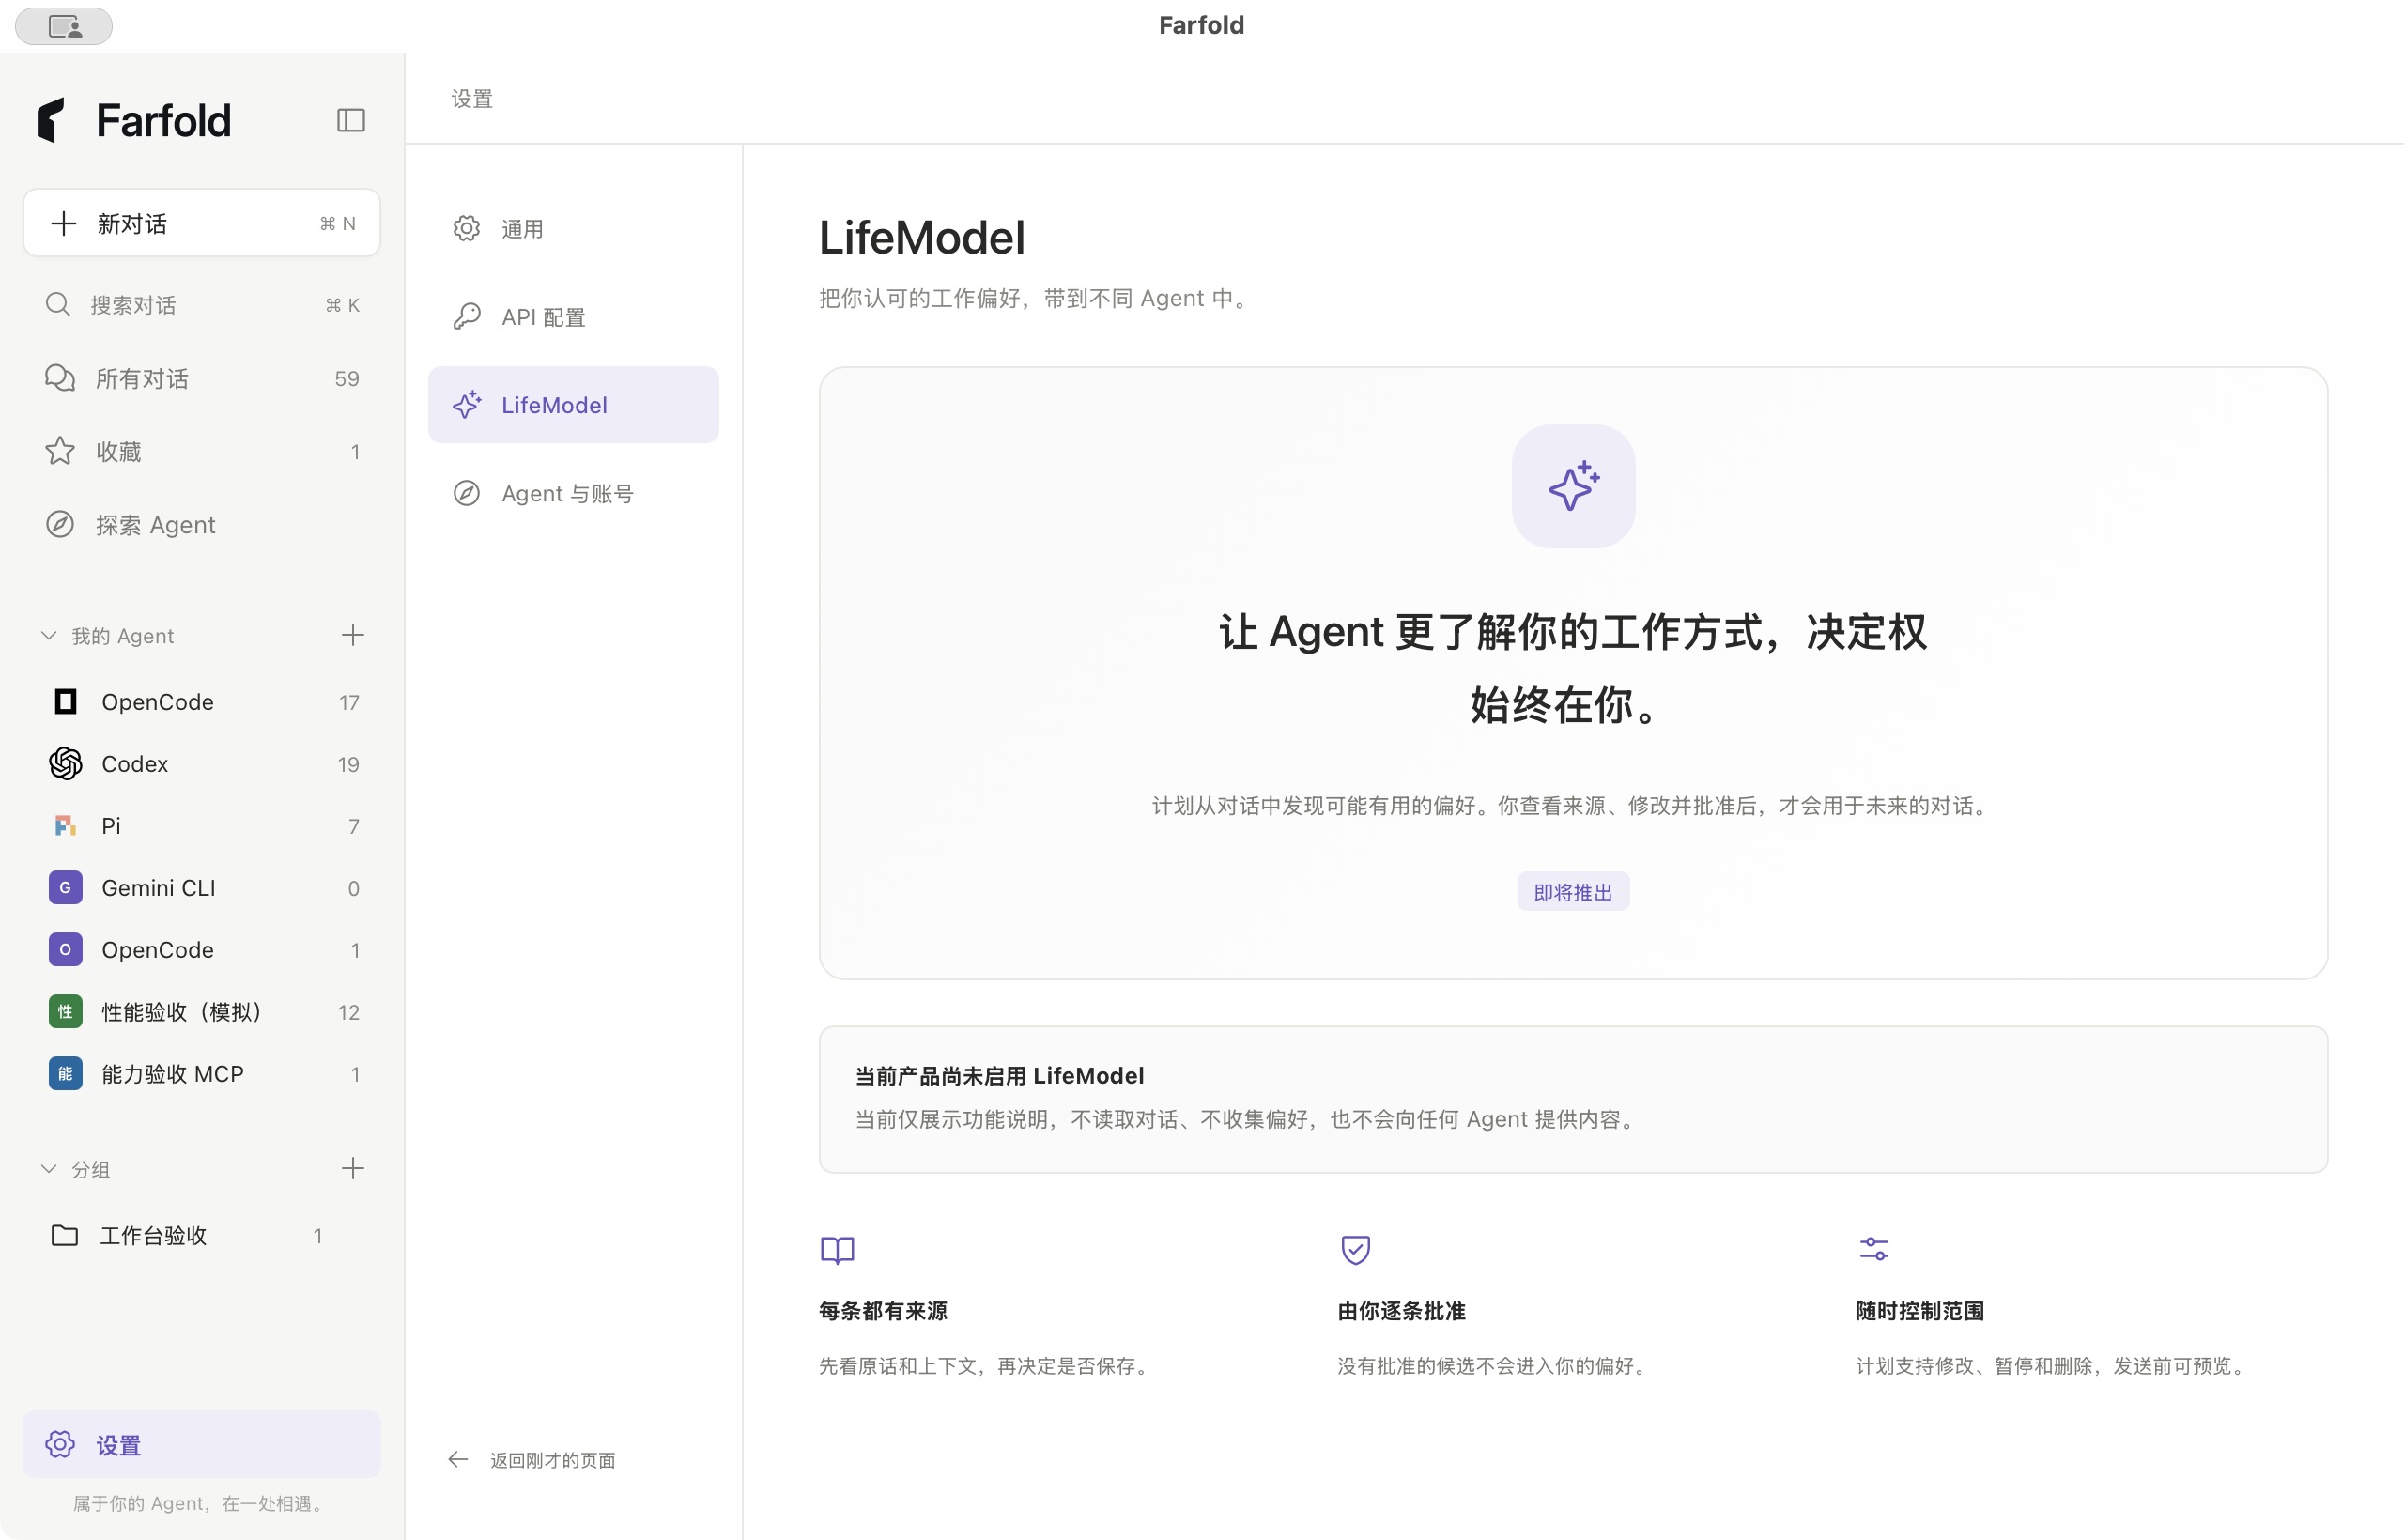 Farfold
Farfold
新对话
⌘ N
搜索对话
⌘ K
所有对话
59
收藏
1
探索 Agent
我的 Agent
OpenCode
17
Codex
19
Pi
7
G
Gemini CLI
0
O
OpenCode
1
性
性能验收（模拟）
12
能
能力验收 MCP
1
分组
工作台验收
1
设置
属于你的 Agent，在一处相遇。
设置
通用
API 配置
LifeModel
Agent 与账号
返回刚才的页面
LifeModel
把你认可的工作偏好，带到不同 Agent 中。
让 Agent 更了解你的工作方式，决定权
始终在你。
计划从对话中发现可能有用的偏好。你查看来源、修改并批准后，才会用于未来的对话。
即将推出
当前产品尚未启用 LifeModel
当前仅展示功能说明，不读取对话、不收集偏好，也不会向任何 Agent 提供内容。
每条都有来源
先看原话和上下文，再决定是否保存。
由你逐条批准
没有批准的候选不会进入你的偏好。
随时控制范围
计划支持修改、暂停和删除，发送前可预览。